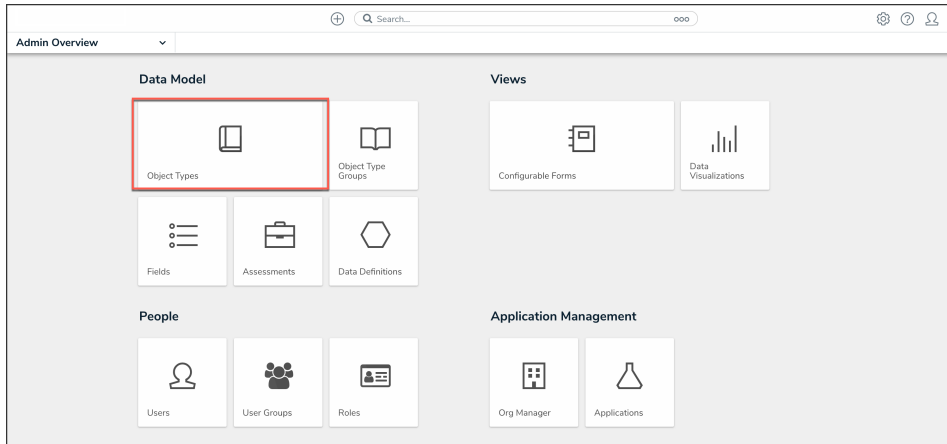 Search...
Admin Overview
Data Model
Views
Object Types
Object Type
Groups
Configurable Forms
Data
Visualizations
Fields
Assessments
Data Definitions
People
Application Management
Users
User Groups
Roles
Org Manager
Applications